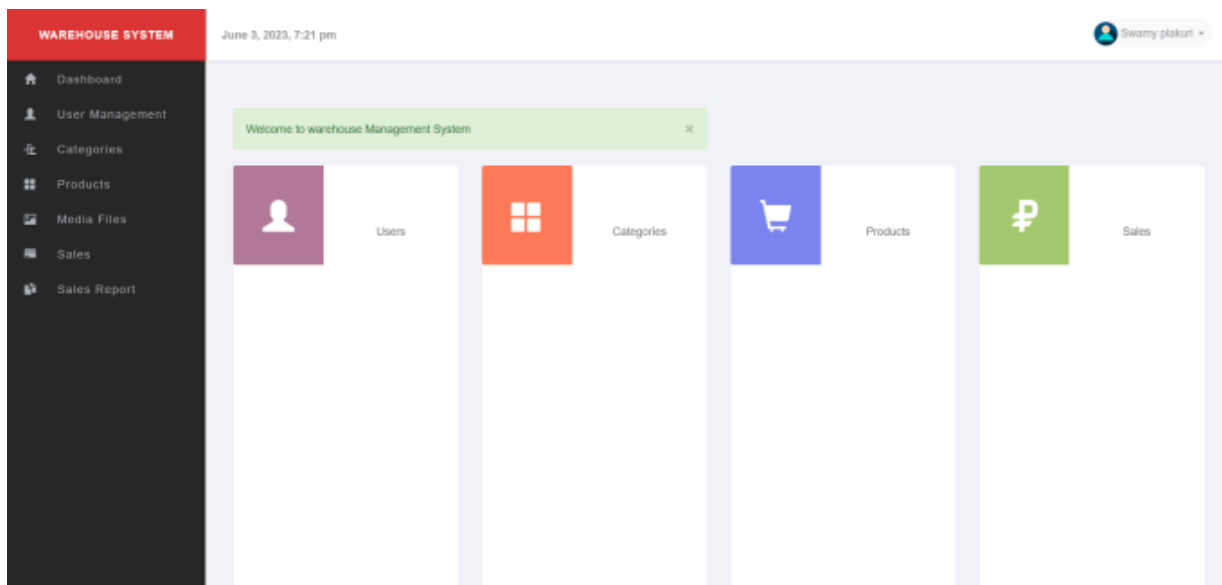 WAREHOUSE SYSTEM
June 3, 2023, 7:21 pm
Swamy plakuri
Dashboard
User Management
Categories
Products
Media Files
Sales
Sales Report
Welcome to warehouse Management System
Users
Categories
Products
Sales